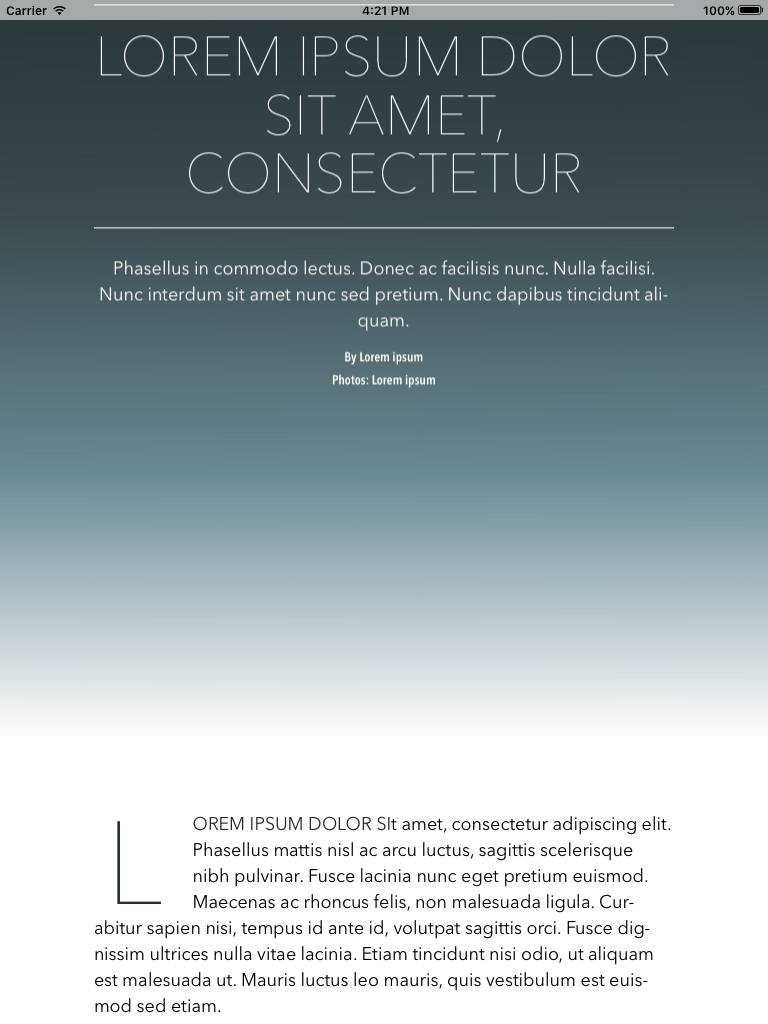 Carrier 4:21 PM 100%
LOREM IPSUM DOLOR
SIT AMET,
CONSECTETUR
Phasellus in commodo lectus. Donec ac facilisis nunc. Nulla facilisi.
Nunc interdum sit amet nunc sed pretium. Nunc dapibus tincidunt ali-
quam.
By Lorem ipsum
Photos: Lorem ipsum
LOREM IPSUM DOLOR SIt amet, consectetur adipiscing elit.
Phasellus mattis nisl ac arcu luctus, sagittis scelerisque
nibh pulvinar. Fusce lacinia nunc eget pretium euismod.
Maecenas ac rhoncus felis, non malesuada ligula. Cur-
abitur sapien nisi, tempus id ante id, volutpat sagittis orci. Fusce dig-
nissim ultrices nulla vitae lacinia. Etiam tincidunt nisi odio, ut aliquam
est malesuada ut. Mauris luctus leo mauris, quis vestibulum est euis-
mod sed etiam.